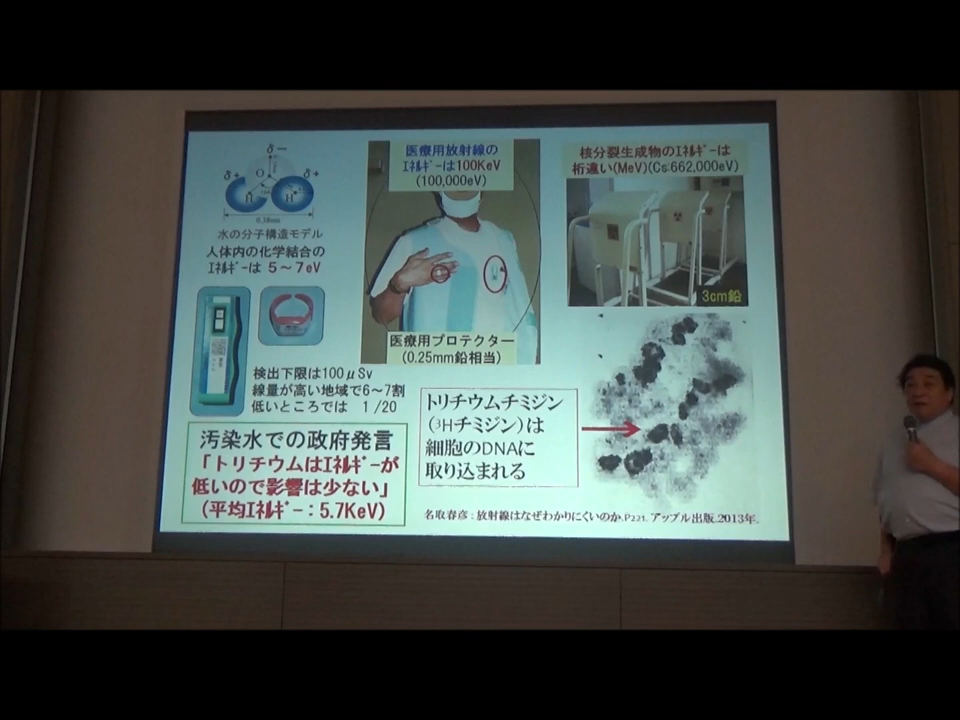 δ－
δ+
O
δ+
H
H
水の分子構造モデル
人体内の化学結合の
ｴﾈﾙｷﾞｰは 5～7eV
医療用放射線の
ｴﾈﾙｷﾞｰは100KeV
(100,000eV)
医療用プロテクター
(0.25mm鉛相当)
核分裂生成物のｴﾈﾙｷﾞｰは
桁違い(MeV)(Cs:662,000eV)
3cm鉛
検出下限は100μSv
線量が高い地域で6～7割
低いところでは 1/20
汚染水での政府発言
「トリチウムはｴﾈﾙｷﾞｰが
低いので影響は少ない」
(平均ｴﾈﾙｷﾞｰ：5.7KeV)
トリチウムチミジン
(³Hチミジン)は
細胞のDNAに
取り込まれる
名取春彦：放射線はなぜわかりにくいのか.P221. アップル出版.2013年.